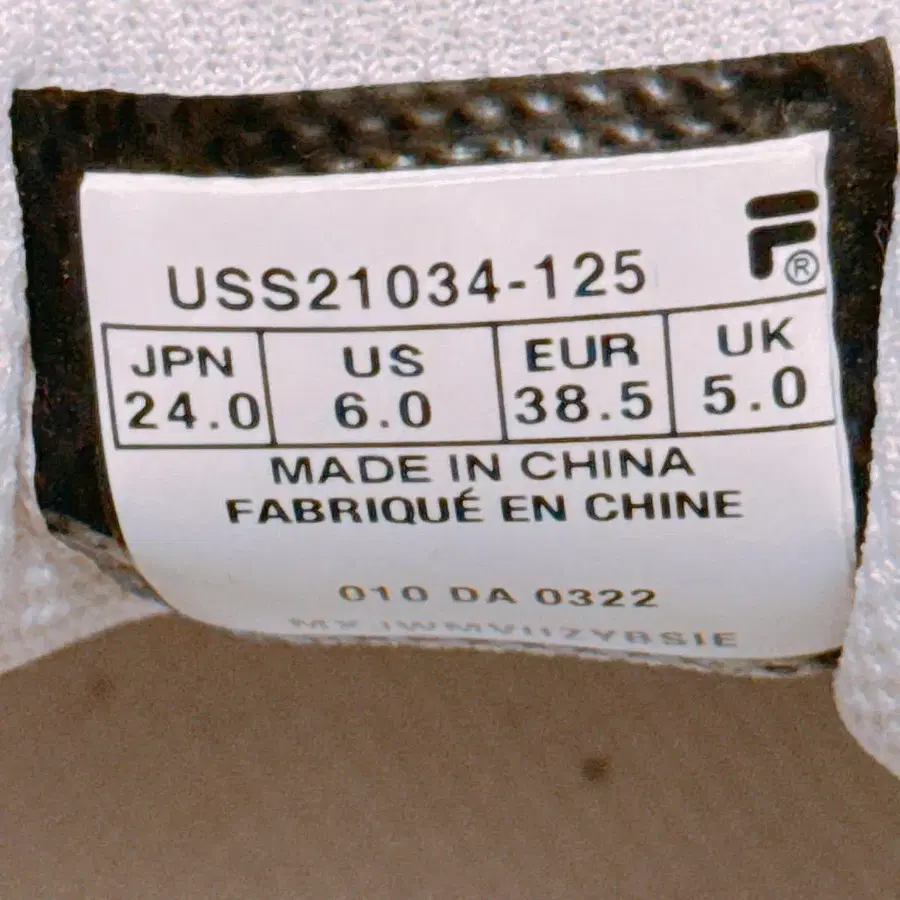 USS21034-125
JPN US EUR UK
24.0 6.0 38.5 5.0
MADE IN CHINA
FABRIQUÉ EN CHINE
010 DA 0322